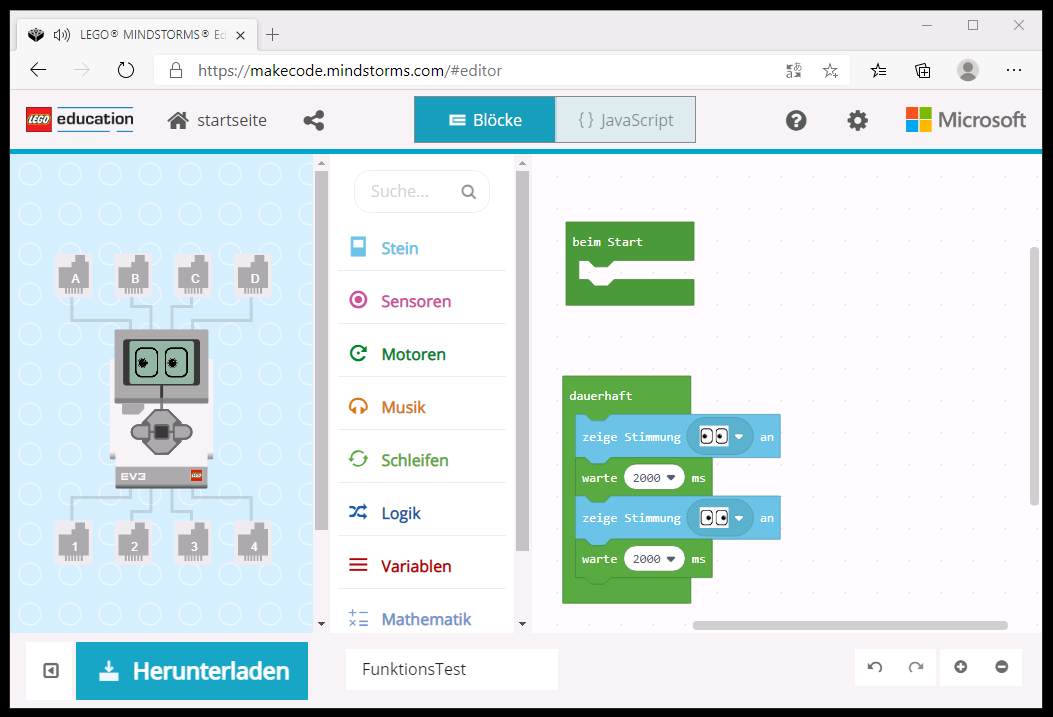 LEGO® MINDSTORMS® Ed
https://makecode.mindstorms.com/#editor
LEGO education
startseite
Blöcke
{ } JavaScript
Microsoft
Suche...
Stein
Sensoren
Motoren
Musik
Schleifen
Logik
Variablen
Mathematik
A B C D
EV3 LEGO
1 2 3 4
beim Start
dauerhaft
zeige Stimmung an
warte 2000 ms
zeige Stimmung an
warte 2000 ms
Herunterladen
FunktionsTest